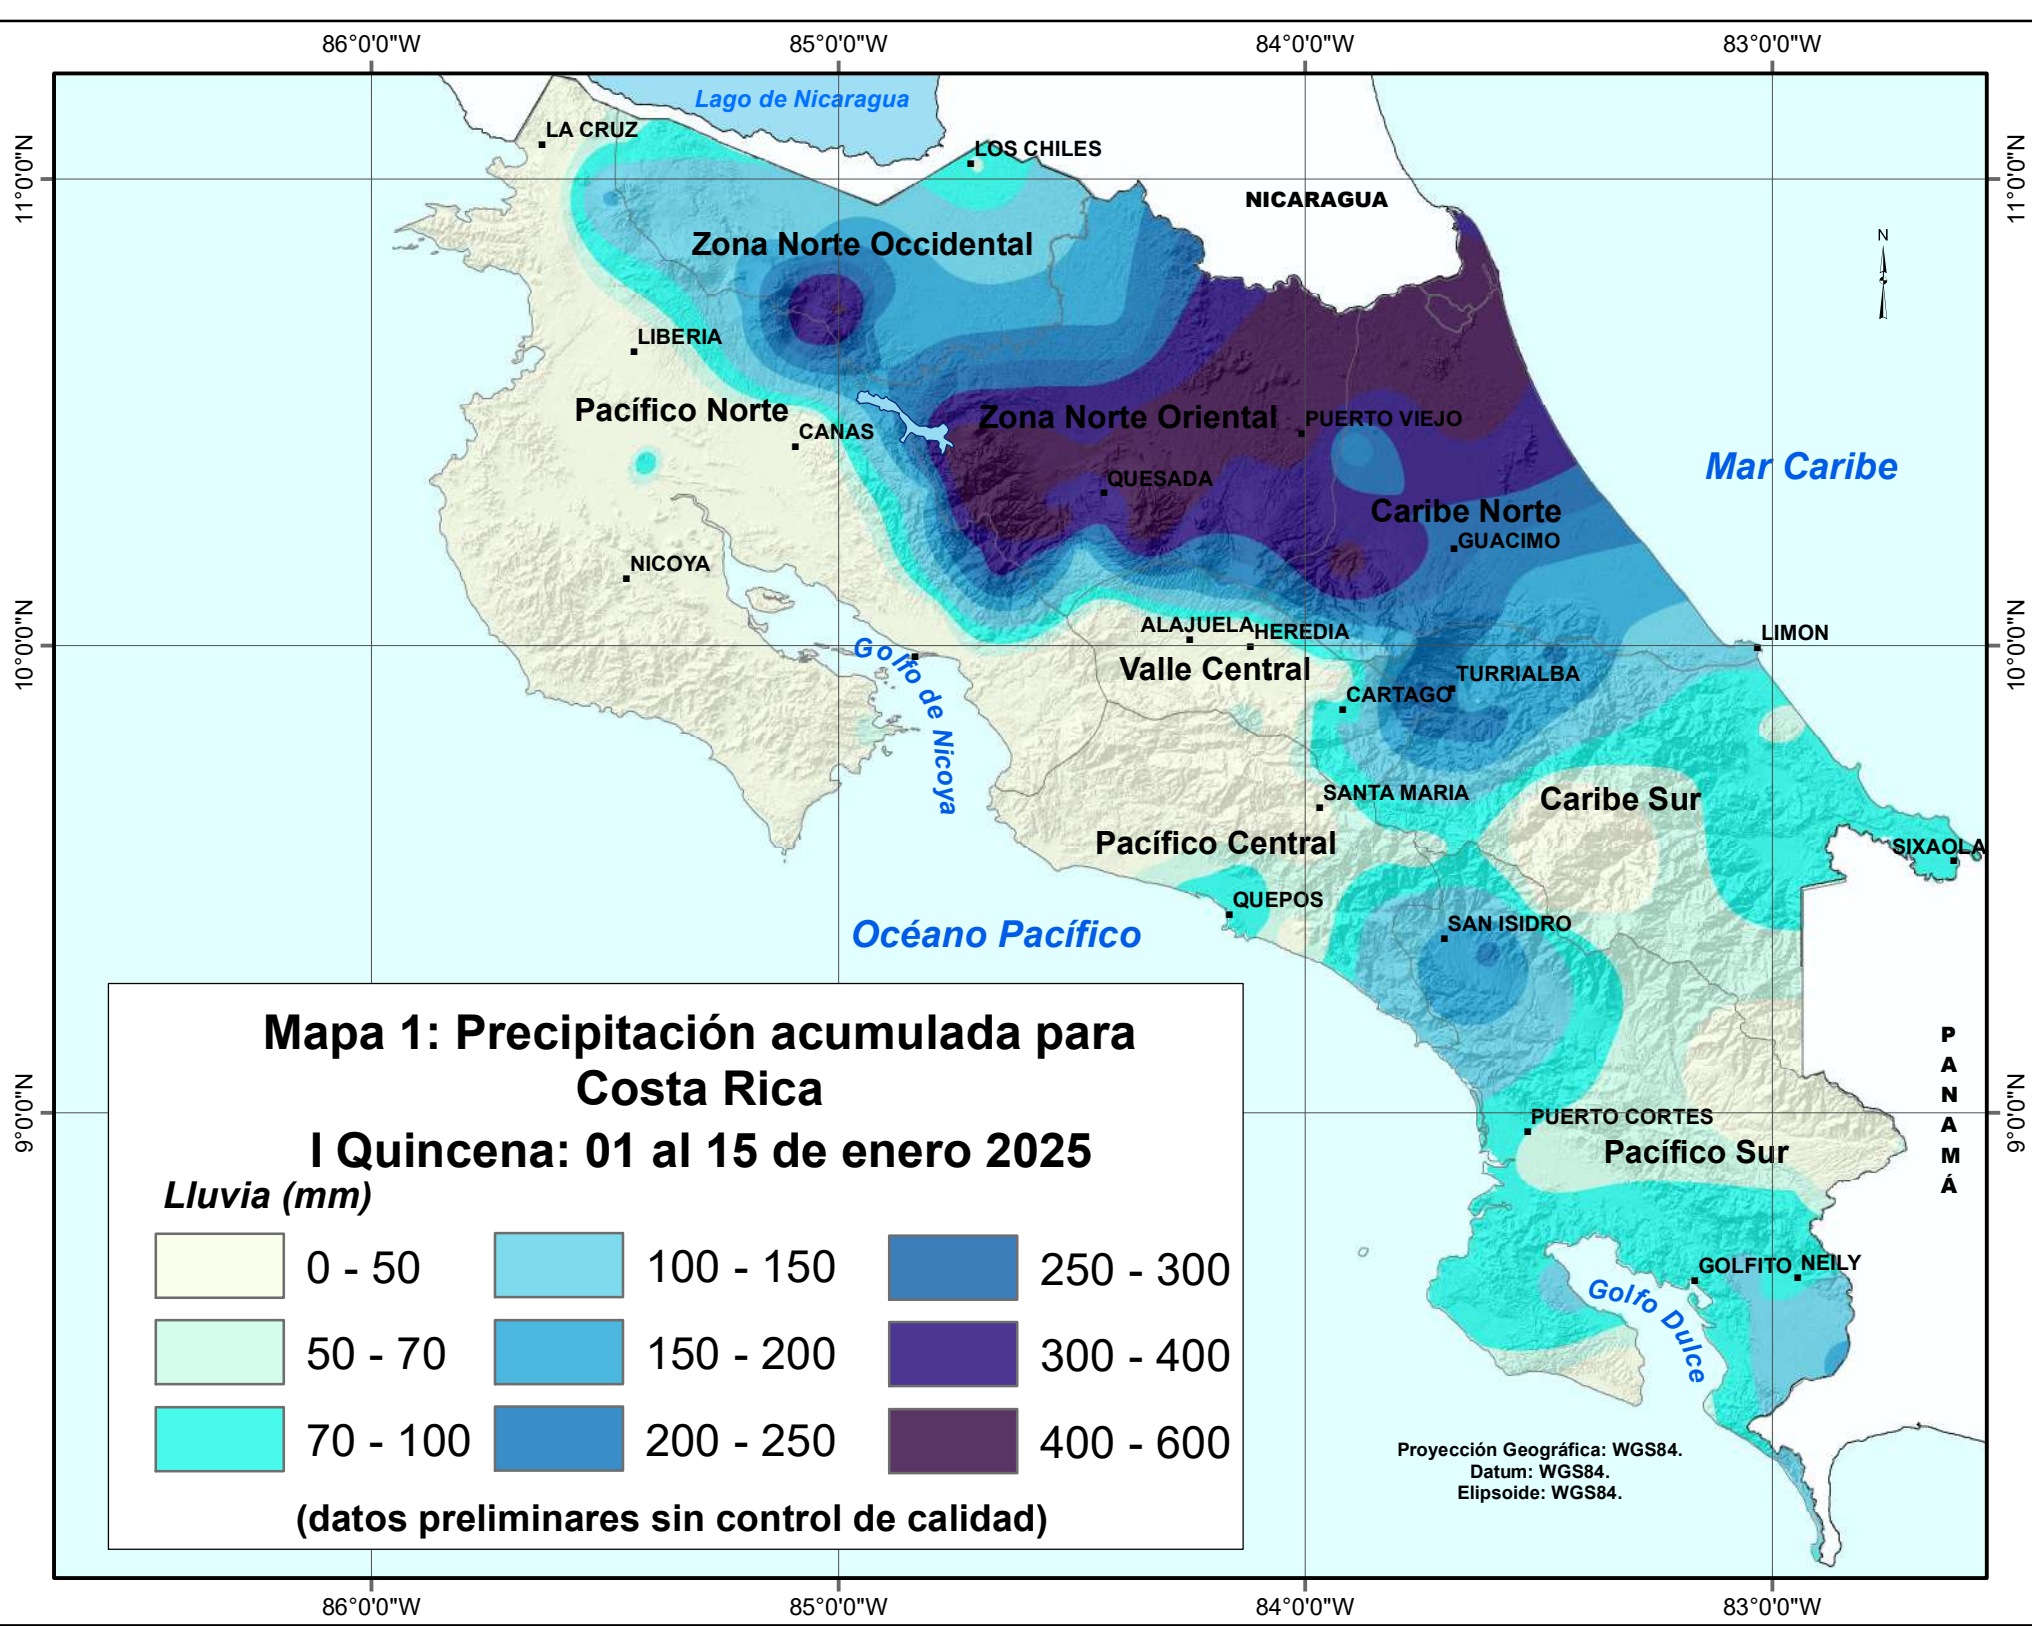 86°0'0"W
85°0'0"W
84°0'0"W
83°0'0"W
Lago de Nicaragua
LA CRUZ
LOS CHILES
11°0'0"N
11°0'0"N
NICARAGUA
N
Zona Norte Occidental
LIBERIA
Pacífico Norte
CANAS
Zona Norte Oriental
PUERTO VIEJO
Mar Caribe
QUESADA
Caribe Norte
GUACIMO
NICOYA
10°0'0"N
10°0'0"N
ALAJUELA
HEREDIA
LIMON
Golfo de Nicoya
Valle Central
TURRIALBA
CARTAGO
SANTA MARIA
Caribe Sur
Pacífico Central
SIXAOLA
QUEPOS
SAN ISIDRO
Océano Pacífico
PANAMÁ
9°0'0"N
9°0'0"N
PUERTO CORTES
Pacífico Sur
GOLFITO
NEILY
Golfo Dulce
Mapa 1: Precipitación acumulada para
Costa Rica
I Quincena: 01 al 15 de enero 2025
Lluvia (mm)
0 - 50
100 - 150
250 - 300
50 - 70
150 - 200
300 - 400
70 - 100
200 - 250
400 - 600
(datos preliminares sin control de calidad)
Proyección Geográfica: WGS84.
Datum: WGS84.
Elipsoide: WGS84.
86°0'0"W
85°0'0"W
84°0'0"W
83°0'0"W